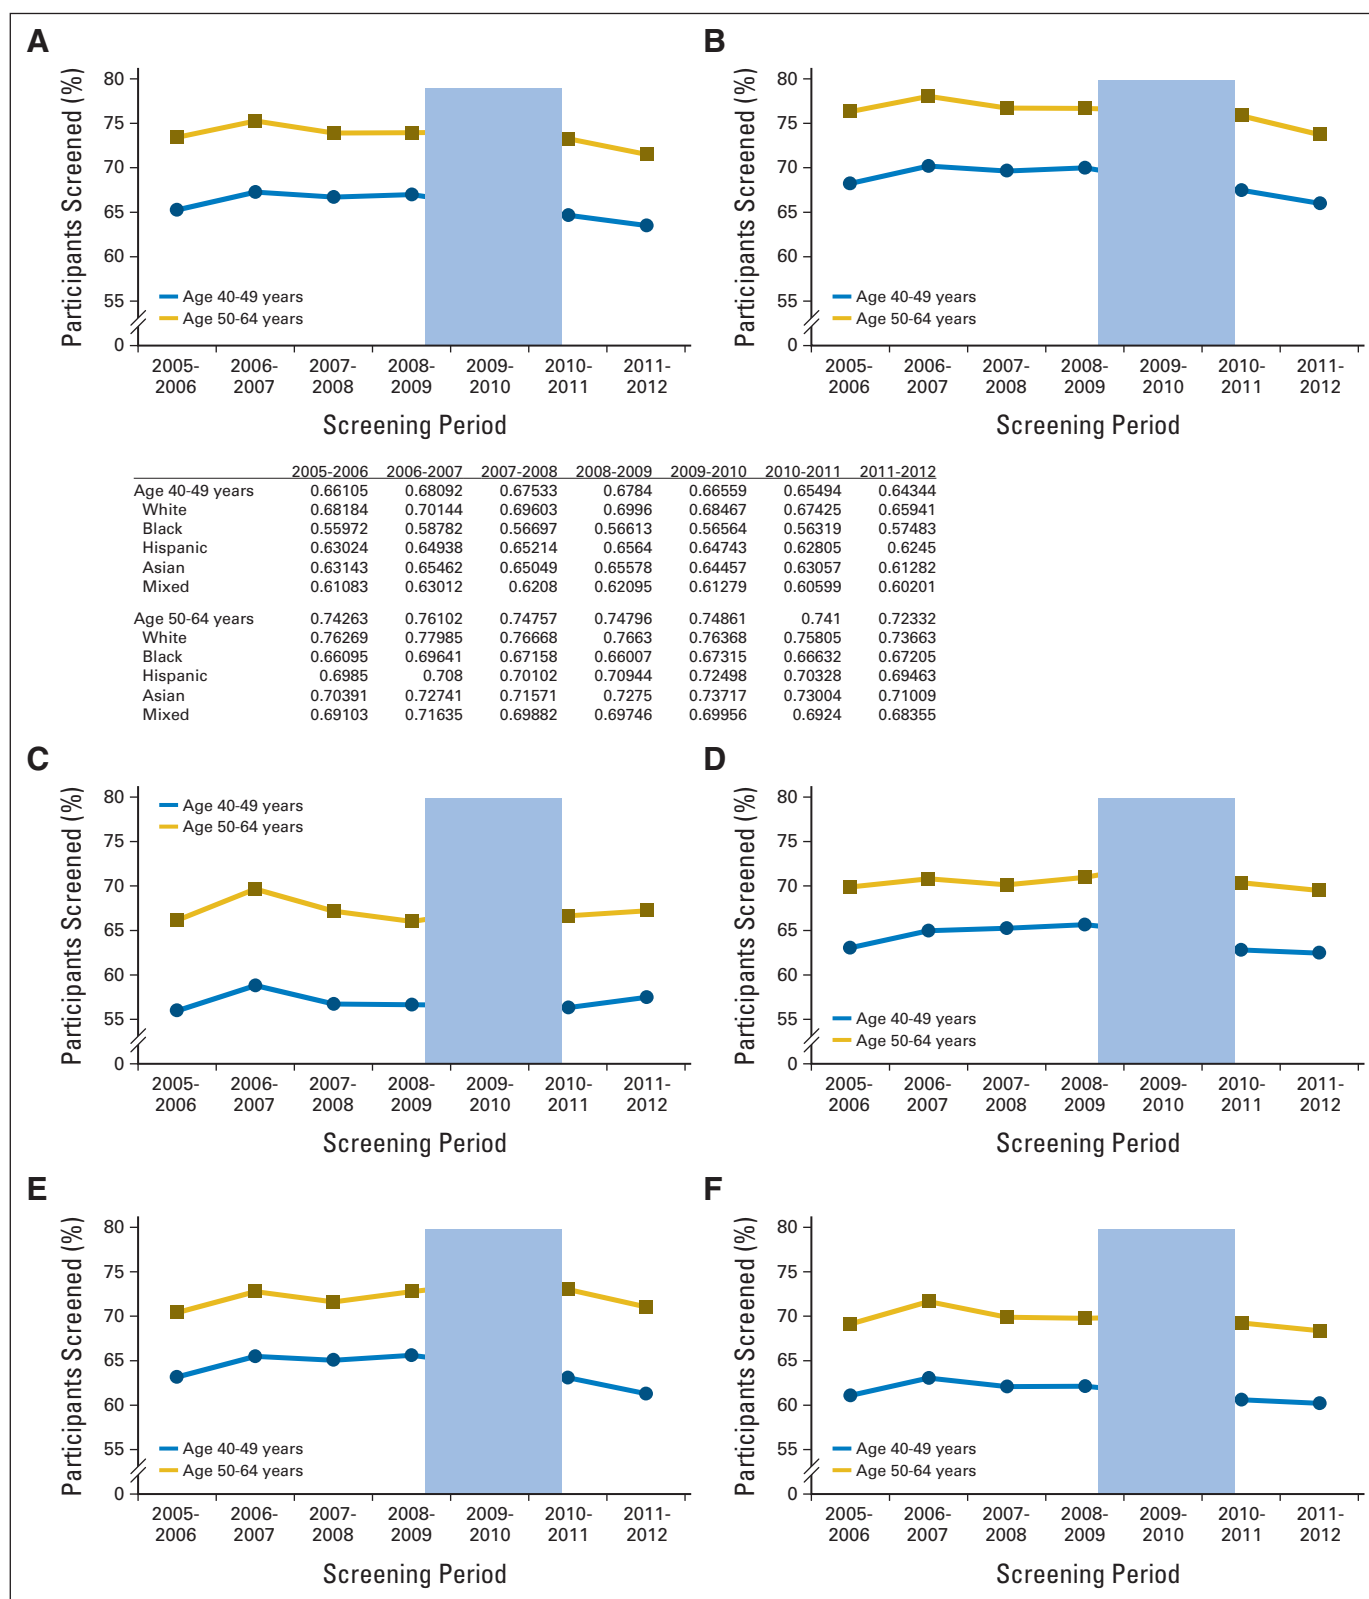 A
Participants Screened (%)
80
75
70
65
60
55
0
Age 40-49 years
Age 50-64 years
2005-2006 2006-2007 2007-2008 2008-2009 2009-2010 2010-2011 2011-2012
Screening Period
B
Participants Screened (%)
80
75
70
65
60
55
0
Age 40-49 years
Age 50-64 years
2005-2006 2006-2007 2007-2008 2008-2009 2009-2010 2010-2011 2011-2012
Screening Period
2005-2006 2006-2007 2007-2008 2008-2009 2009-2010 2010-2011 2011-2012
Age 40-49 years 0.66105 0.68092 0.67533 0.6784 0.66559 0.65494 0.64344
White 0.68184 0.70144 0.69603 0.6996 0.68467 0.67425 0.65941
Black 0.55972 0.58782 0.56697 0.56613 0.56564 0.56319 0.57483
Hispanic 0.63024 0.64938 0.65214 0.6564 0.64743 0.62805 0.6245
Asian 0.63143 0.65462 0.65049 0.65578 0.64457 0.63057 0.61282
Mixed 0.61083 0.63012 0.6208 0.62095 0.61279 0.60599 0.60201
Age 50-64 years 0.74263 0.76102 0.74757 0.74796 0.74861 0.741 0.72332
White 0.76269 0.77985 0.76668 0.7663 0.76368 0.75805 0.73663
Black 0.66095 0.69641 0.67158 0.66007 0.67315 0.66632 0.67205
Hispanic 0.6985 0.708 0.70102 0.70944 0.72498 0.70328 0.69463
Asian 0.70391 0.72741 0.71571 0.7275 0.73717 0.73004 0.71009
Mixed 0.69103 0.71635 0.69882 0.69746 0.69956 0.6924 0.68355
C
Participants Screened (%)
80
75
70
65
60
55
0
Age 40-49 years
Age 50-64 years
2005-2006 2006-2007 2007-2008 2008-2009 2009-2010 2010-2011 2011-2012
Screening Period
D
Participants Screened (%)
80
75
70
65
60
55
0
Age 40-49 years
Age 50-64 years
2005-2006 2006-2007 2007-2008 2008-2009 2009-2010 2010-2011 2011-2012
Screening Period
E
Participants Screened (%)
80
75
70
65
60
55
0
Age 40-49 years
Age 50-64 years
2005-2006 2006-2007 2007-2008 2008-2009 2009-2010 2010-2011 2011-2012
Screening Period
F
Participants Screened (%)
80
75
70
65
60
55
0
Age 40-49 years
Age 50-64 years
2005-2006 2006-2007 2007-2008 2008-2009 2009-2010 2010-2011 2011-2012
Screening Period